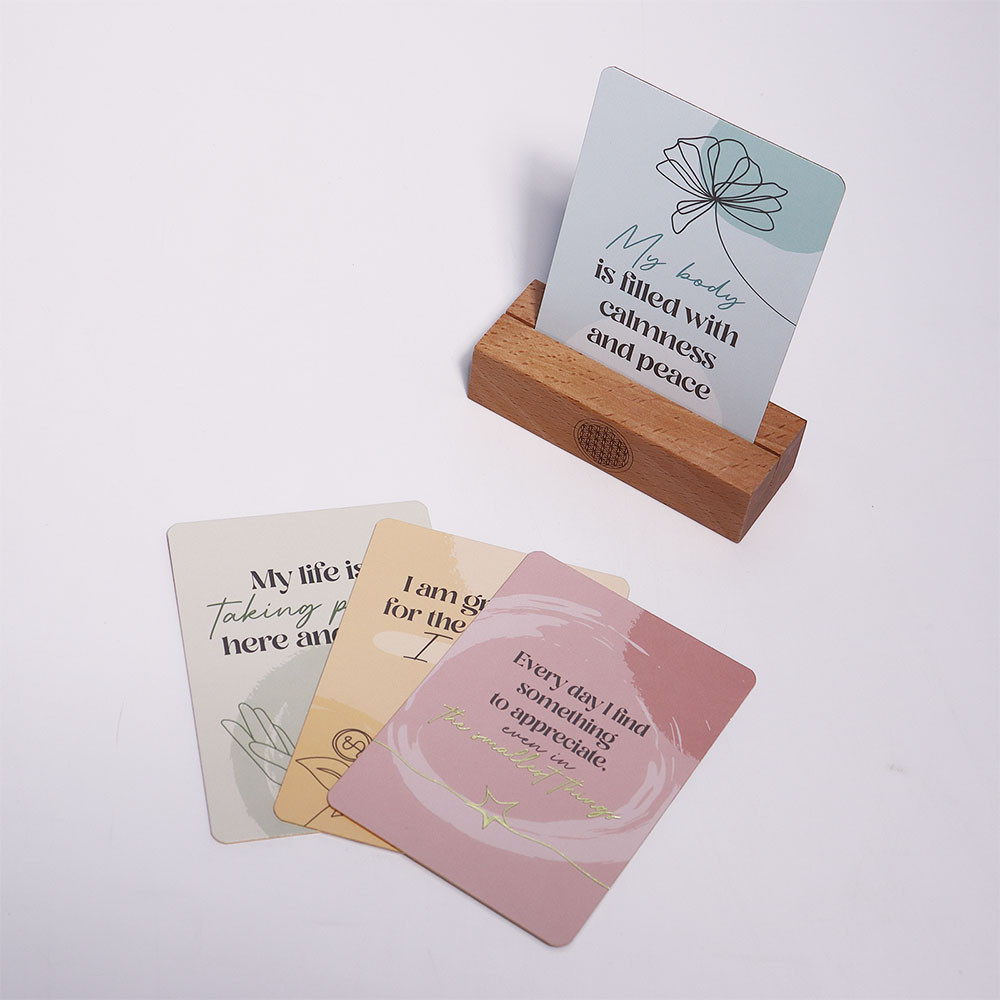 My body
is filled with
calmness
and peace
My life is
Taking p
here an
I am gr
for the
I
Every day I find
something
to appreciate,
even in
the smallest things